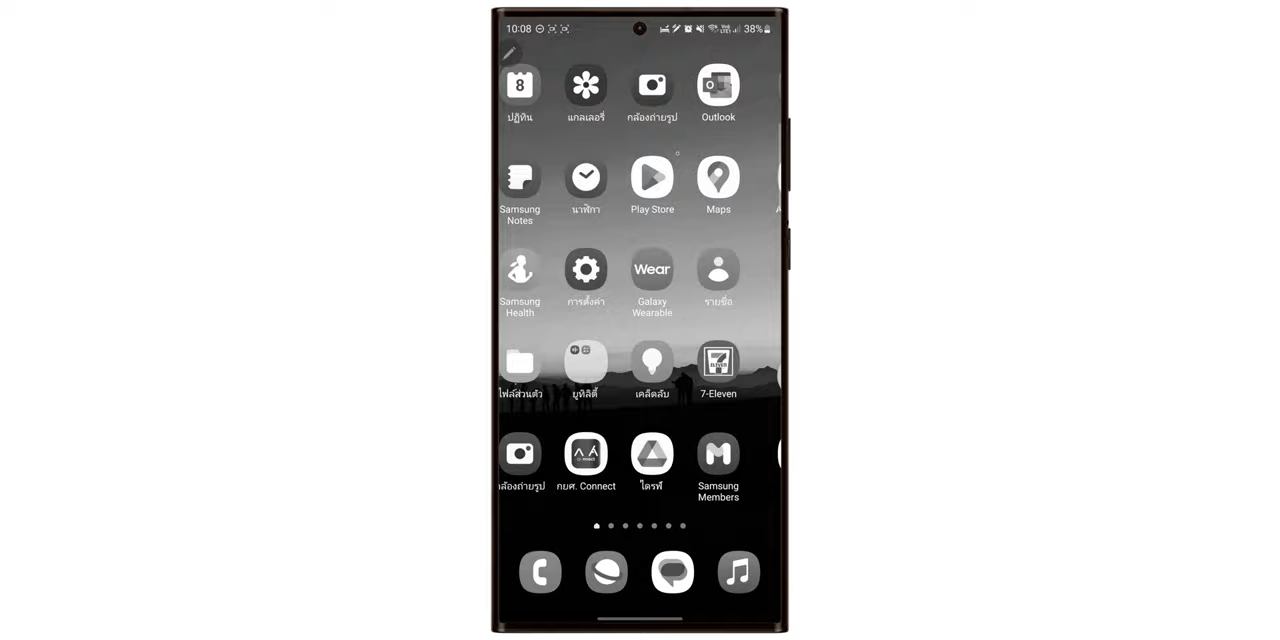 10:08
38%
8
ปฏิทิน
แกลเลอรี่
กล้องถ่ายรูป
Outlook
Samsung
Notes
นาฬิกา
Play Store
Maps
Samsung
Health
การตั้งค่า
Wear
Galaxy
Wearable
รายชื่อ
ไฟล์ส่วนตัว
ยูทิลิตี้
เคล็ดลับ
7-Eleven
ล้องถ่ายรูป
กยศ. Connect
ไดรฟ์
Samsung
Members